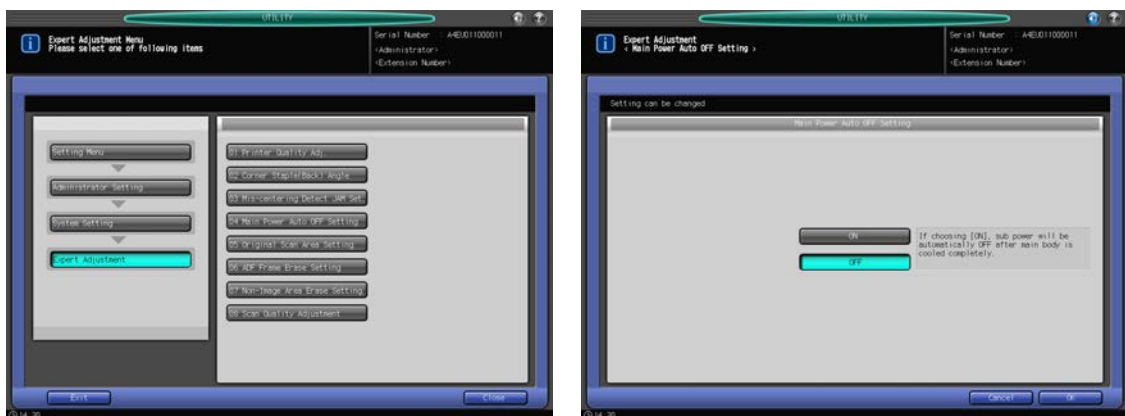 UTILITY
Expert Adjustment Menu
Please select one of following items
Serial Number : A4EU011000011
<Administrator>
<Extension Number>
Setting Menu
Administrator Setting
System Setting
Expert Adjustment
01 Printer Quality Adj.
02 Corner Staple(Back) Angle
03 Mis-centering Detect JAM Set.
04 Main Power Auto OFF Setting
05 Original Scan Area Setting
06 ADF Frame Erase Setting
07 Non-Image Area Erase Setting
08 Scan Quality Adjustment
Exit
Close
14:30
UTILITY
Expert Adjustment
< Main Power Auto OFF Setting >
Serial Number : A4EU011000011
<Administrator>
<Extension Number>
Setting can be changed
Main Power Auto OFF Setting
ON
OFF
If choosing [ON], sub power will be
automatically OFF after main body is
cooled completely.
Cancel
OK
14:30